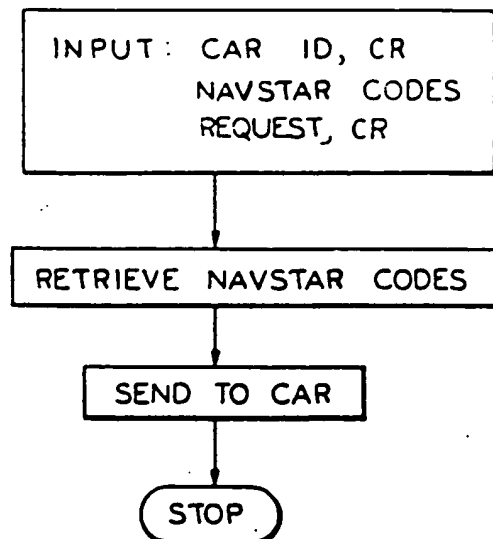 INPUT: CAR ID, CR
NAVSTAR CODES
REQUEST, CR
RETRIEVE NAVSTAR CODES
SEND TO CAR
STOP